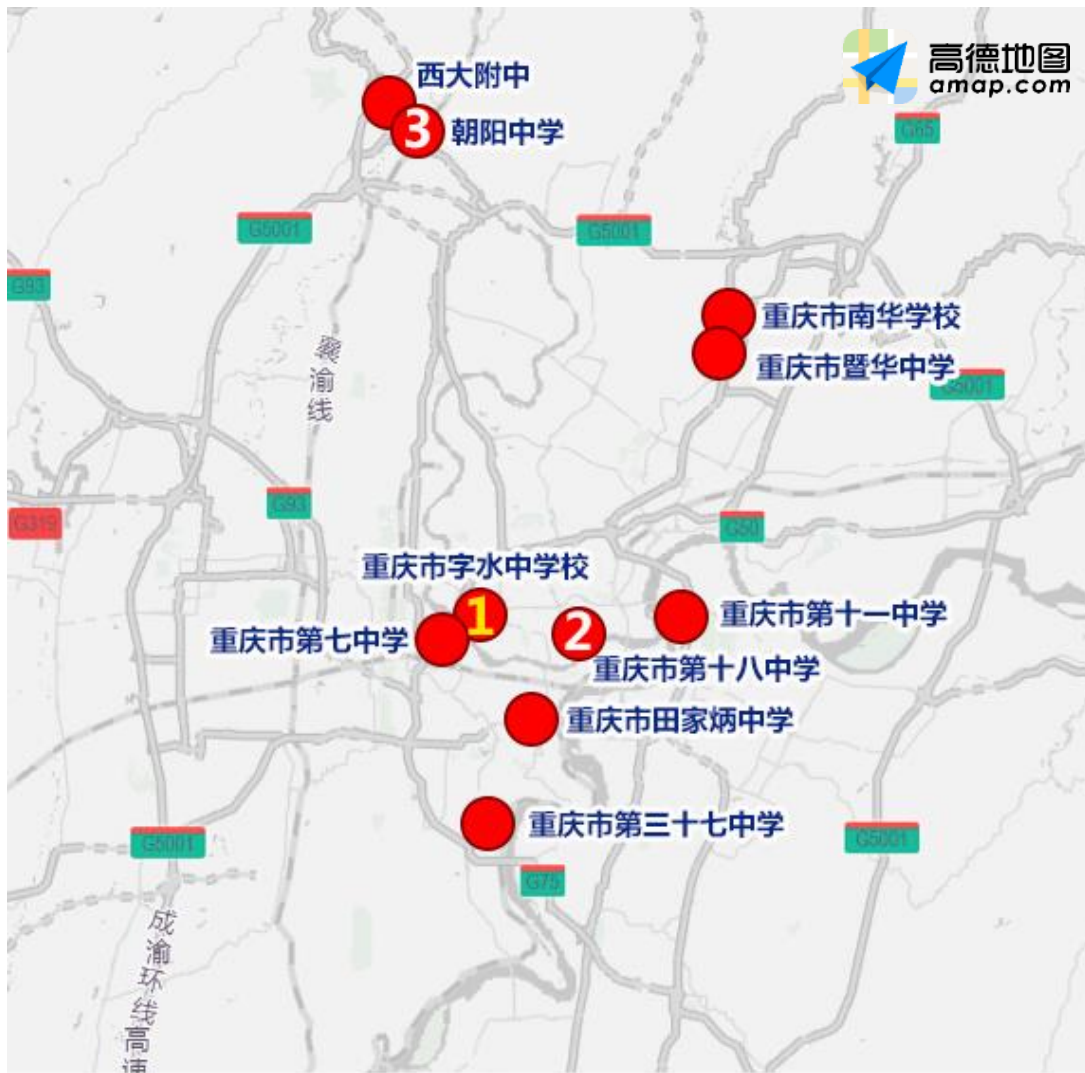 高德地图
amap.com
西大附中
3
朝阳中学
G65
G5001
G5001
G93
重庆市南华学校
重庆市暨华中学
G5001
襄渝线
G93
G319
G50
重庆市字水中学校
1
2
重庆市第十一中学
重庆市第七中学
重庆市第十八中学
重庆市田家炳中学
重庆市第三十七中学
G5001
G5001
G75
成渝环线高速